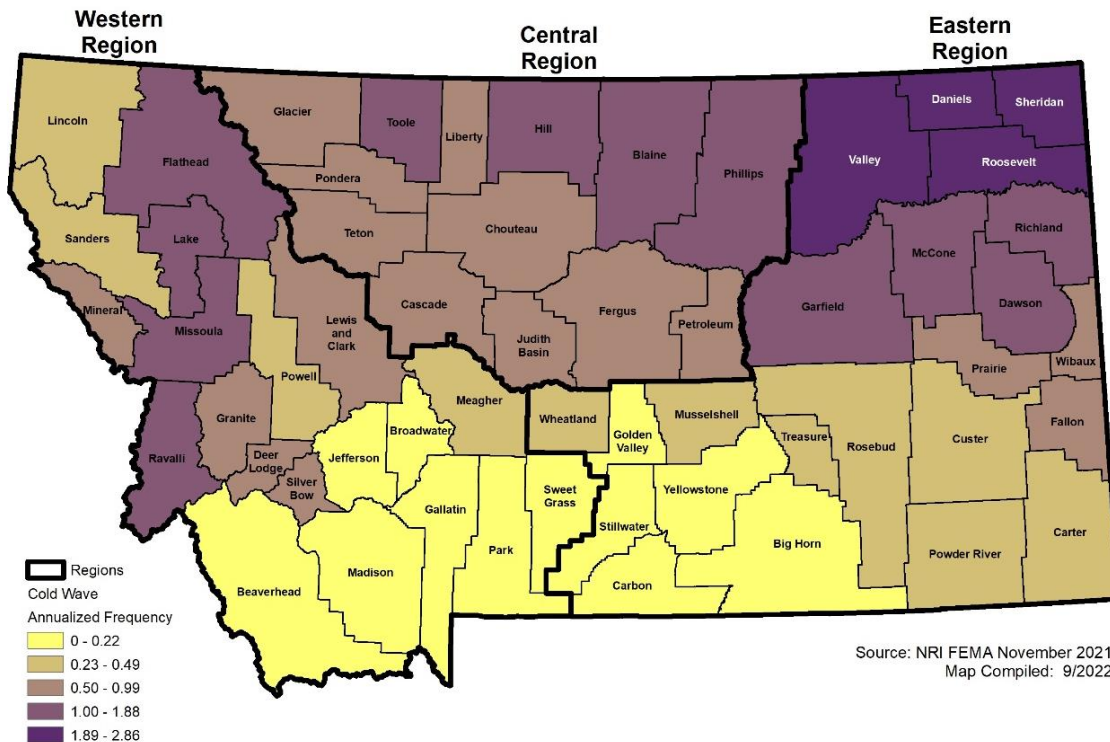 Western
Region
Central
Region
Eastern
Region
Lincoln
Flathead
Glacier
Toole
Liberty
Hill
Blaine
Phillips
Valley
Daniels
Sheridan
Roosevelt
Pondera
Teton
Chouteau
Sanders
Lake
Mineral
Missoula
Lewis
and
Clark
Cascade
Judith
Basin
Fergus
Petroleum
Garfield
McCone
Richland
Dawson
Prairie
Wibaux
Powell
Granite
Deer
Lodge
Silver
Bow
Ravalli
Jefferson
Broadwater
Meagher
Wheatland
Golden
Valley
Musselshell
Treasure
Rosebud
Custer
Fallon
Carter
Powder River
Beaverhead
Madison
Gallatin
Park
Sweet
Grass
Stillwater
Yellowstone
Carbon
Big Horn
Regions
Cold Wave
Annualized Frequency
0 - 0.22
0.23 - 0.49
0.50 - 0.99
1.00 - 1.88
1.89 - 2.86
Source: NRI FEMA November 2021
Map Compiled: 9/2022